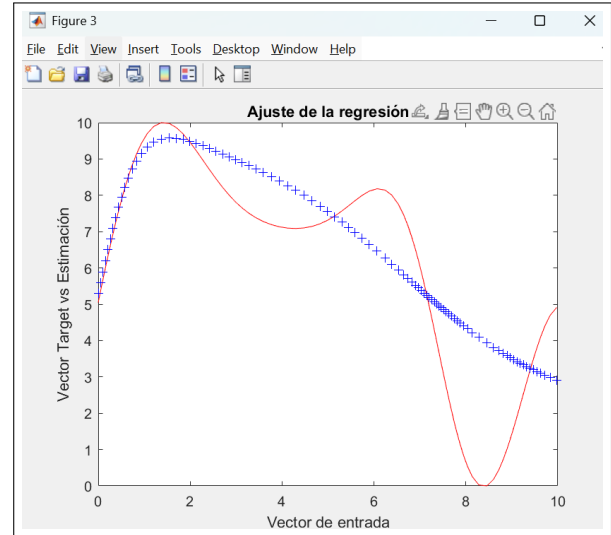 Figure 3
File Edit View Insert Tools Desktop Window Help
Ajuste de la regresión
10
9
8
7
6
5
4
3
2
1
0
Vector Target vs Estimación
0 2 4 6 8 10
Vector de entrada